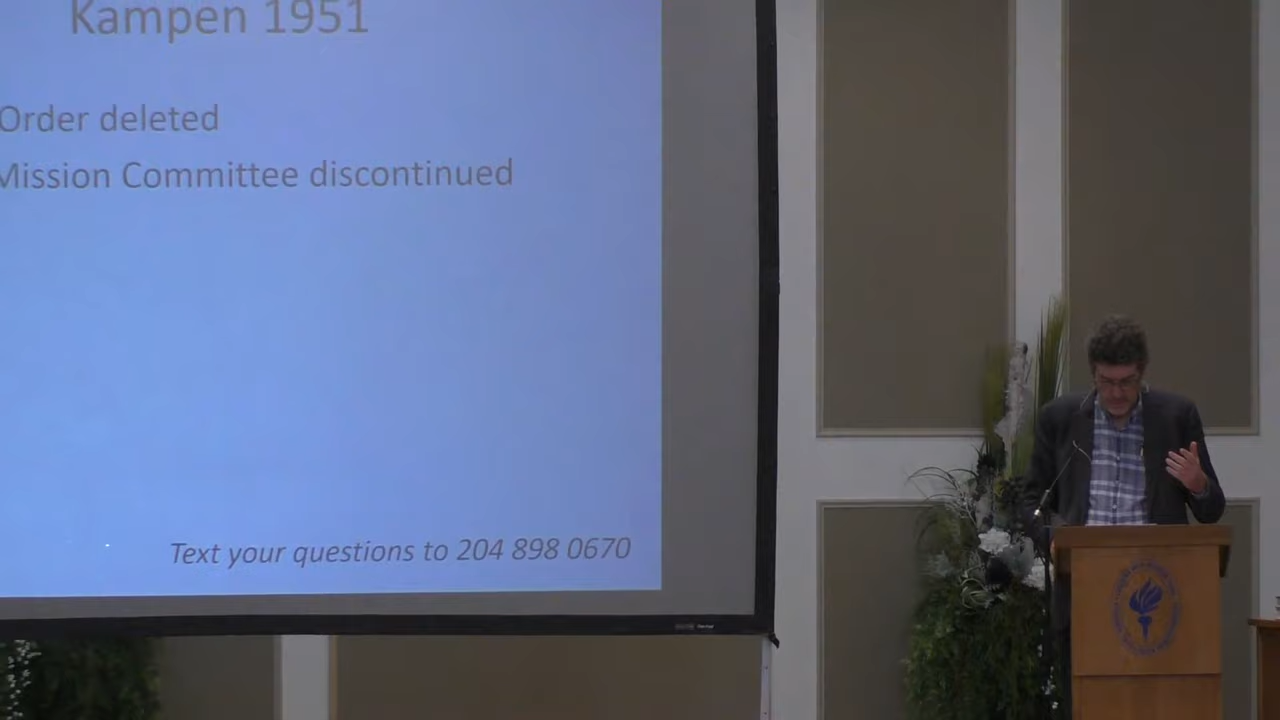 Kampen 1951
Order deleted
Mission Committee discontinued
Text your questions to 204 898 0670